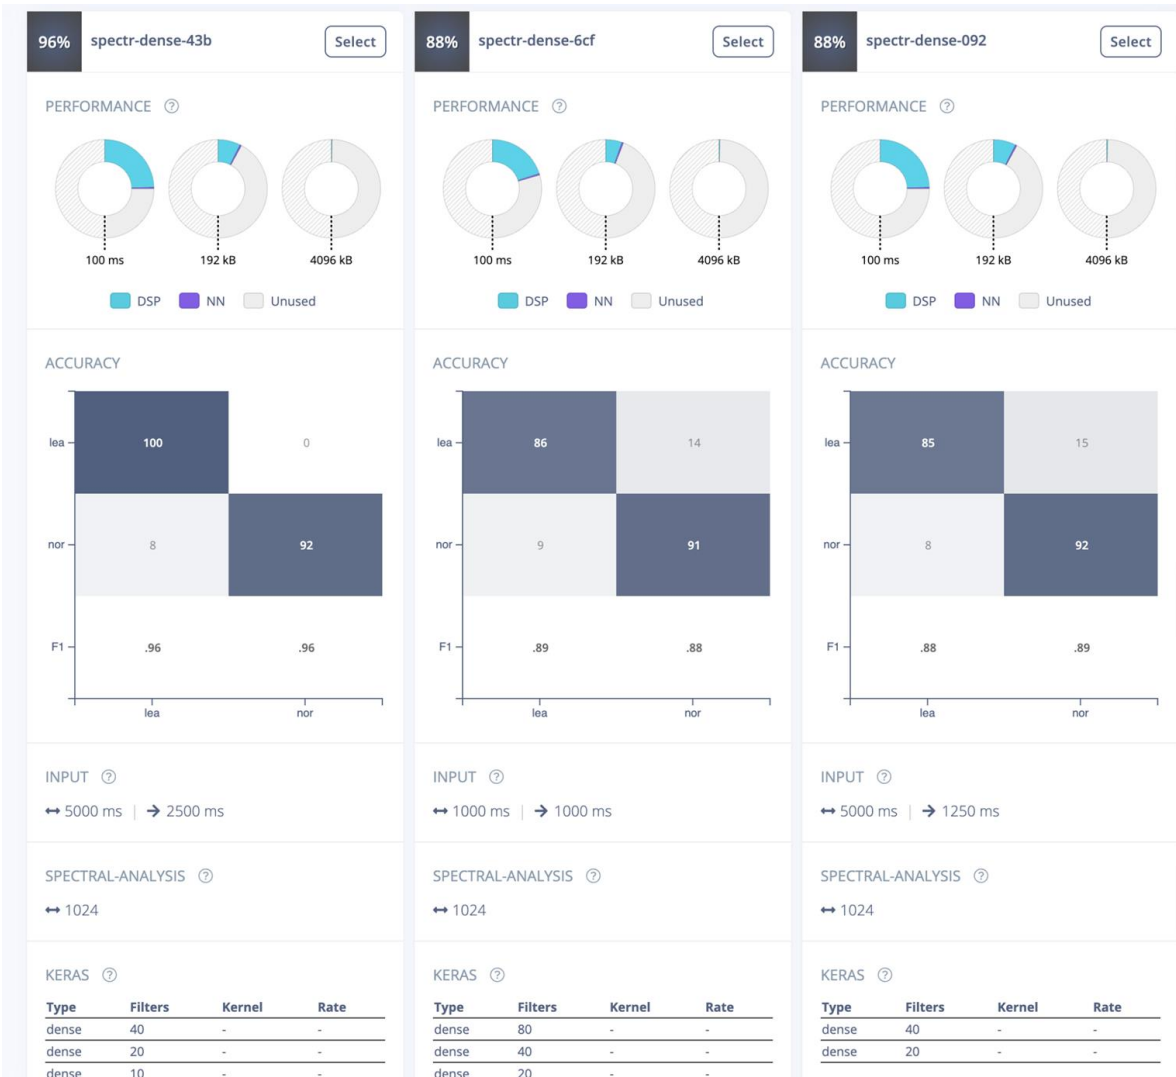 96% spectr-dense-43b Select
PERFORMANCE ?
100 ms 192 kB 4096 kB
DSP NN Unused
ACCURACY
lea 100 0
nor 8 92
F1 .96 .96
lea nor
INPUT ?
↔ 5000 ms | → 2500 ms
SPECTRAL-ANALYSIS ?
↔ 1024
KERAS ?
Type Filters Kernel Rate
dense 40 - -
dense 20 - -
dense 10 - -
88% spectr-dense-6cf Select
PERFORMANCE ?
100 ms 192 kB 4096 kB
DSP NN Unused
ACCURACY
lea 86 14
nor 9 91
F1 .89 .88
lea nor
INPUT ?
↔ 1000 ms | → 1000 ms
SPECTRAL-ANALYSIS ?
↔ 1024
KERAS ?
Type Filters Kernel Rate
dense 80 - -
dense 40 - -
dense 20 - -
88% spectr-dense-092 Select
PERFORMANCE ?
100 ms 192 kB 4096 kB
DSP NN Unused
ACCURACY
lea 85 15
nor 8 92
F1 .88 .89
lea nor
INPUT ?
↔ 5000 ms | → 1250 ms
SPECTRAL-ANALYSIS ?
↔ 1024
KERAS ?
Type Filters Kernel Rate
dense 40 - -
dense 20 - -